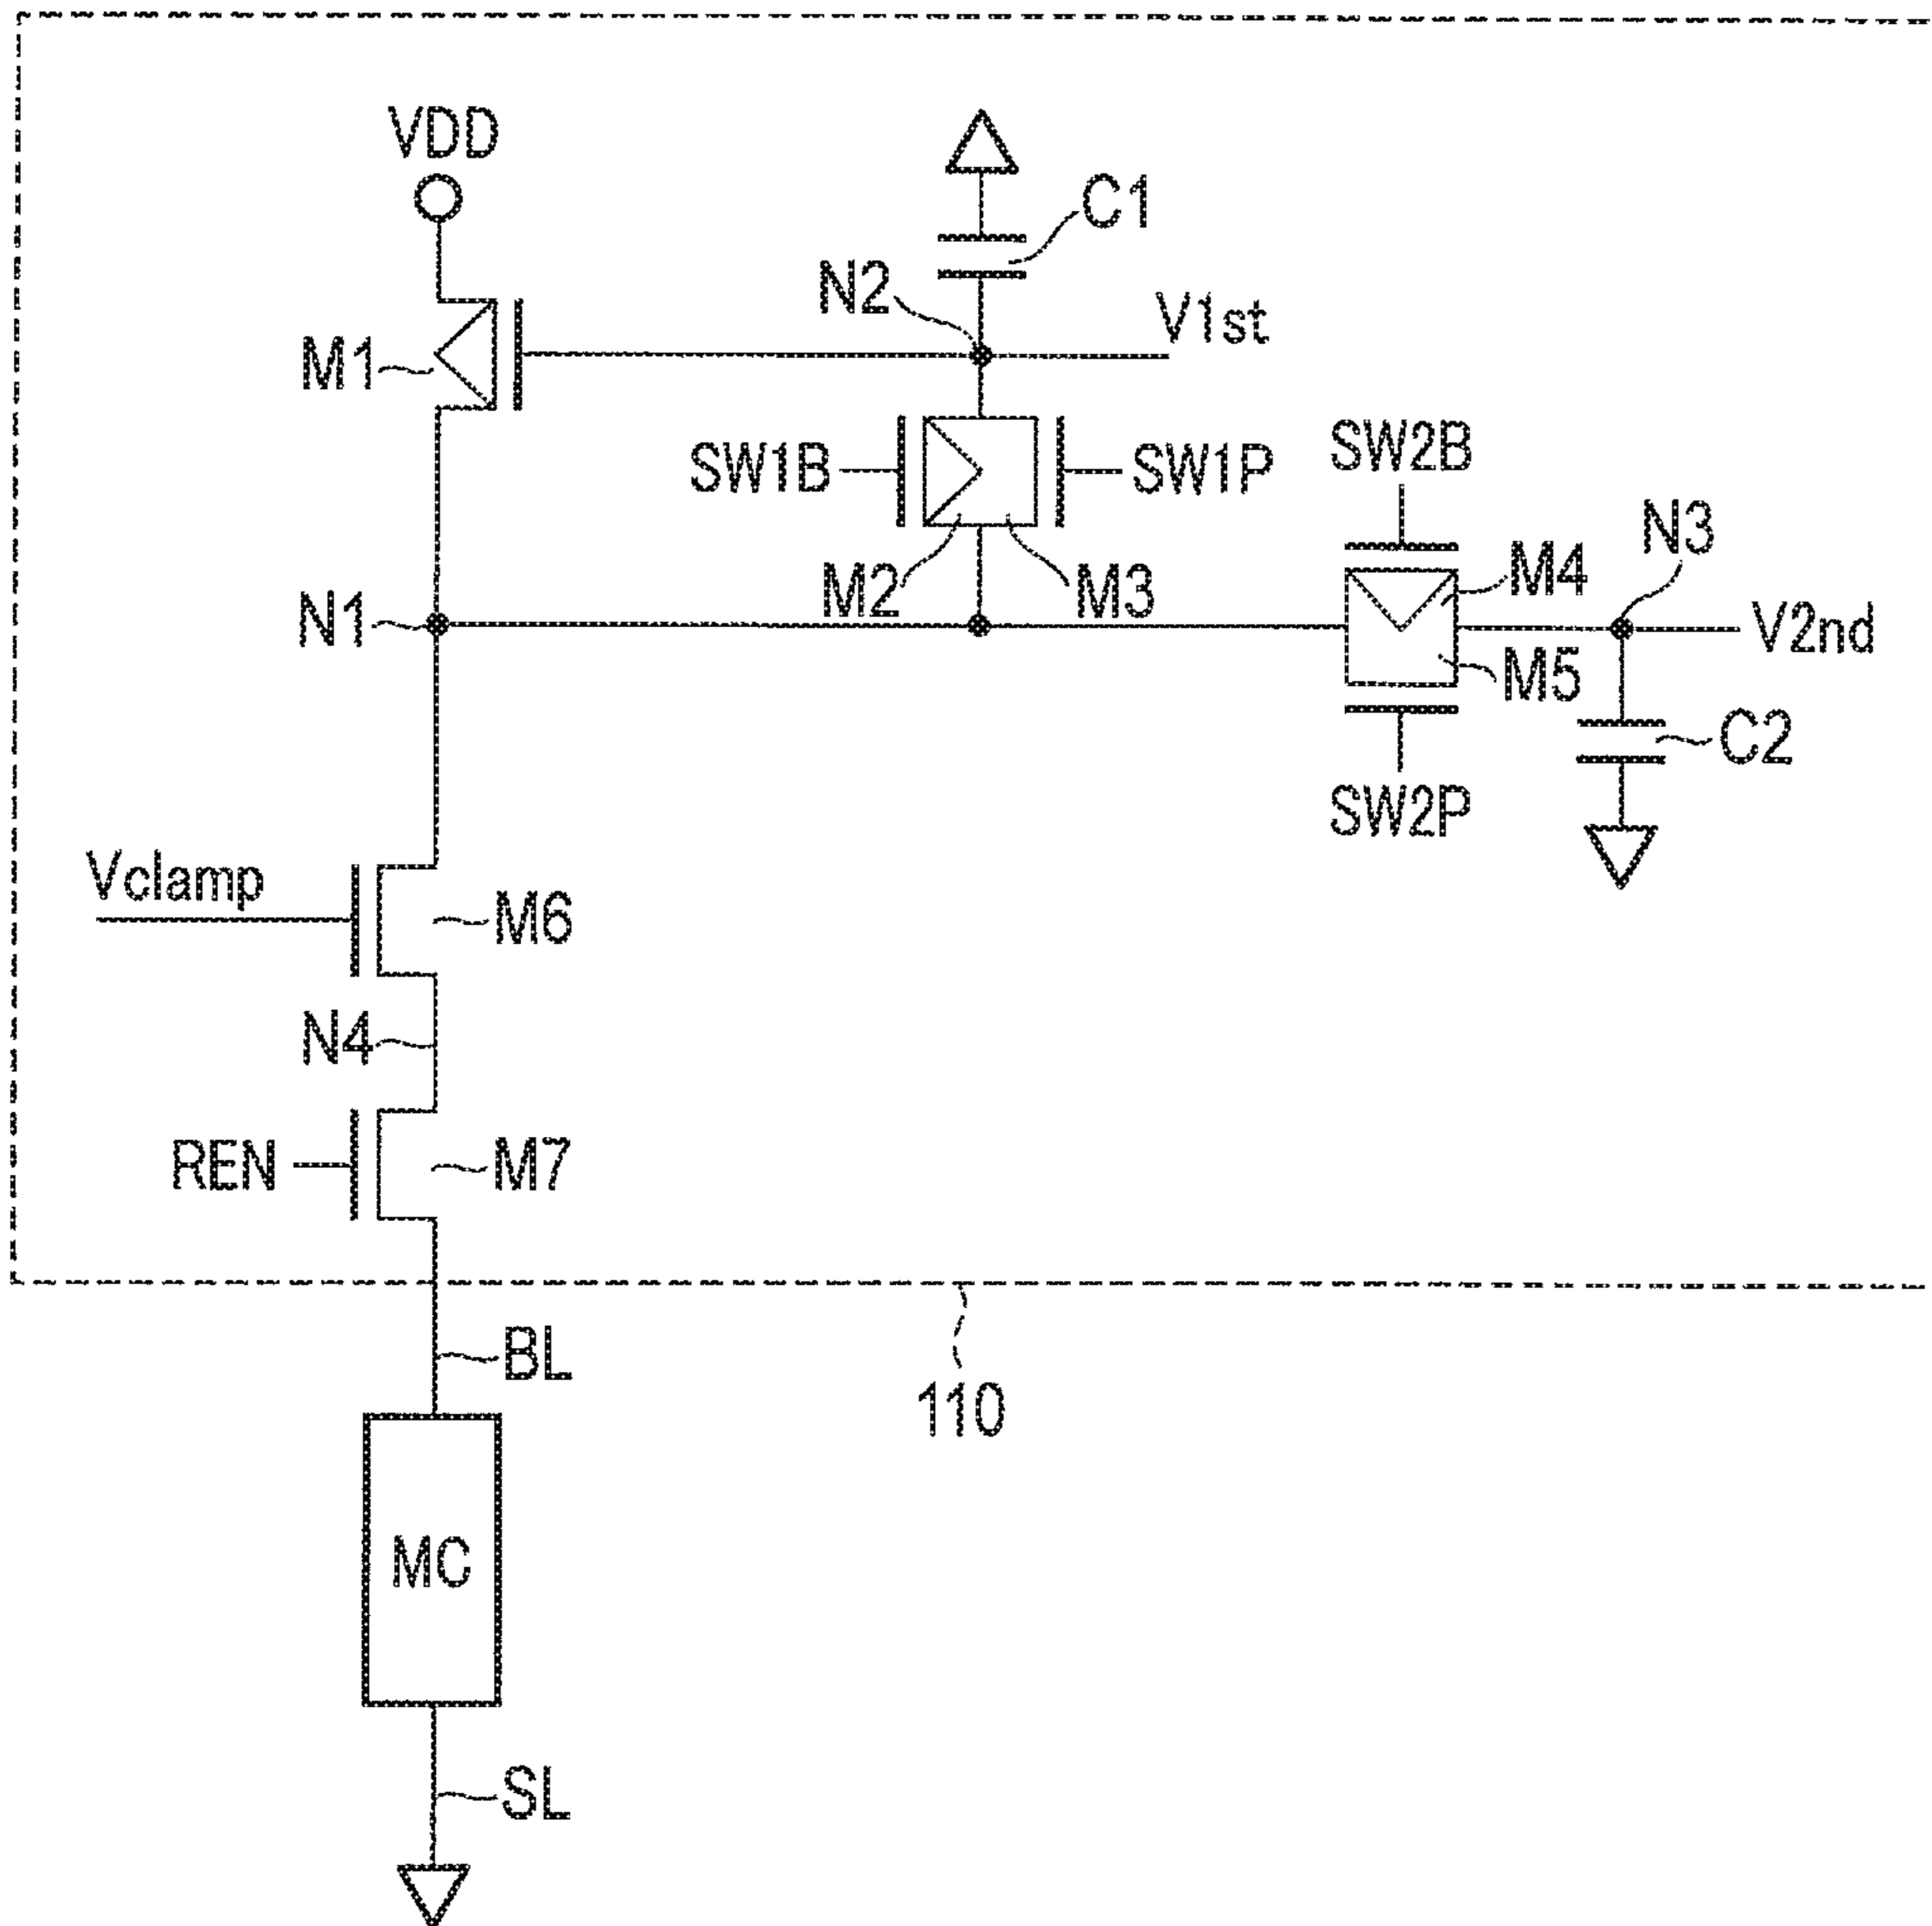 VDD
C1
N2
V1st
M1
SW1B
SW1P
SW2B
N3
M2
M3
M4
N1
V2nd
M5
C2
SW2P
Vclamp
M6
N4
REN
M7
BL
110
MC
SL